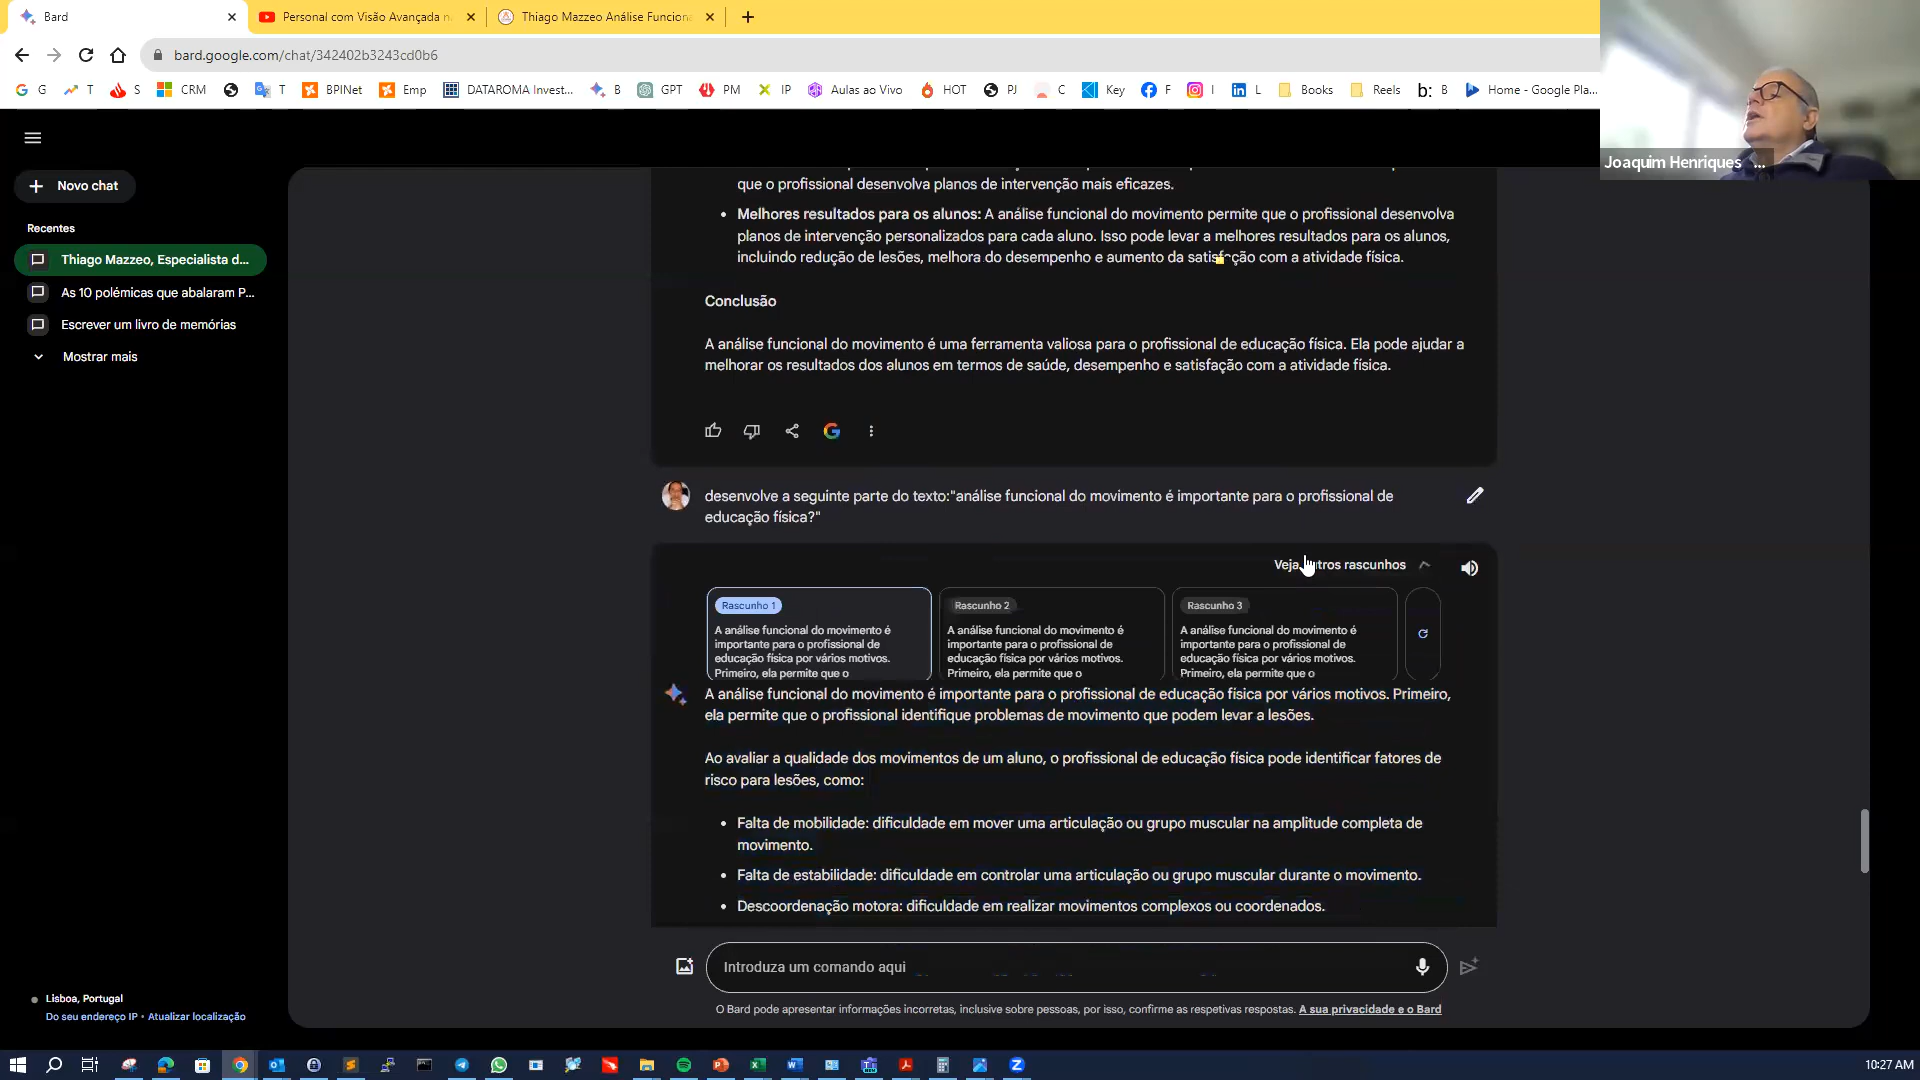 Bard
Personal com Visão Avançada n
Thiago Mazzeo Análise Funciona
bard.google.com/chat/342402b3243cd0b6
G
T
S
CRM
T
BPINet
Emp
DATAROMA Invest...
B
GPT
PM
IP
Aulas ao Vivo
HOT
PJ
C
Key
F
I
L
Books
Reels
b: B
Home - Google Pla...
Joaquim Henriques ...
Novo chat
Recentes
Thiago Mazzeo, Especialista d...
As 10 polémicas que abalaram P...
Escrever um livro de memórias
Mostrar mais
que o profissional desenvolva planos de intervenção mais eficazes.
• Melhores resultados para os alunos: A análise funcional do movimento permite que o profissional desenvolva
planos de intervenção personalizados para cada aluno. Isso pode levar a melhores resultados para os alunos,
incluindo redução de lesões, melhora do desempenho e aumento da satisfação com a atividade física.
Conclusão
A análise funcional do movimento é uma ferramenta valiosa para o profissional de educação física. Ela pode ajudar a
melhorar os resultados dos alunos em termos de saúde, desempenho e satisfação com a atividade física.
desenvolve a seguinte parte do texto:"análise funcional do movimento é importante para o profissional de
educação física?"
Veja outros rascunhos
Rascunho 1
A análise funcional do movimento é
importante para o profissional de
educação física por vários motivos.
Primeiro, ela permite que o
Rascunho 2
A análise funcional do movimento é
importante para o profissional de
educação física por vários motivos.
Primeiro, ela permite que o
Rascunho 3
A análise funcional do movimento é
importante para o profissional de
educação física por vários motivos.
Primeiro, ela permite que o
A análise funcional do movimento é importante para o profissional de educação física por vários motivos. Primeiro,
ela permite que o profissional identifique problemas de movimento que podem levar a lesões.
Ao avaliar a qualidade dos movimentos de um aluno, o profissional de educação física pode identificar fatores de
risco para lesões, como:
• Falta de mobilidade: dificuldade em mover uma articulação ou grupo muscular na amplitude completa de
movimento.
• Falta de estabilidade: dificuldade em controlar uma articulação ou grupo muscular durante o movimento.
• Descoordenação motora: dificuldade em realizar movimentos complexos ou coordenados.
Introduza um comando aqui
O Bard pode apresentar informações incorretas, inclusive sobre pessoas, por isso, confirme as respetivas respostas. A sua privacidade e o Bard
Lisboa, Portugal
Do seu endereço IP • Atualizar localização
10:27 AM